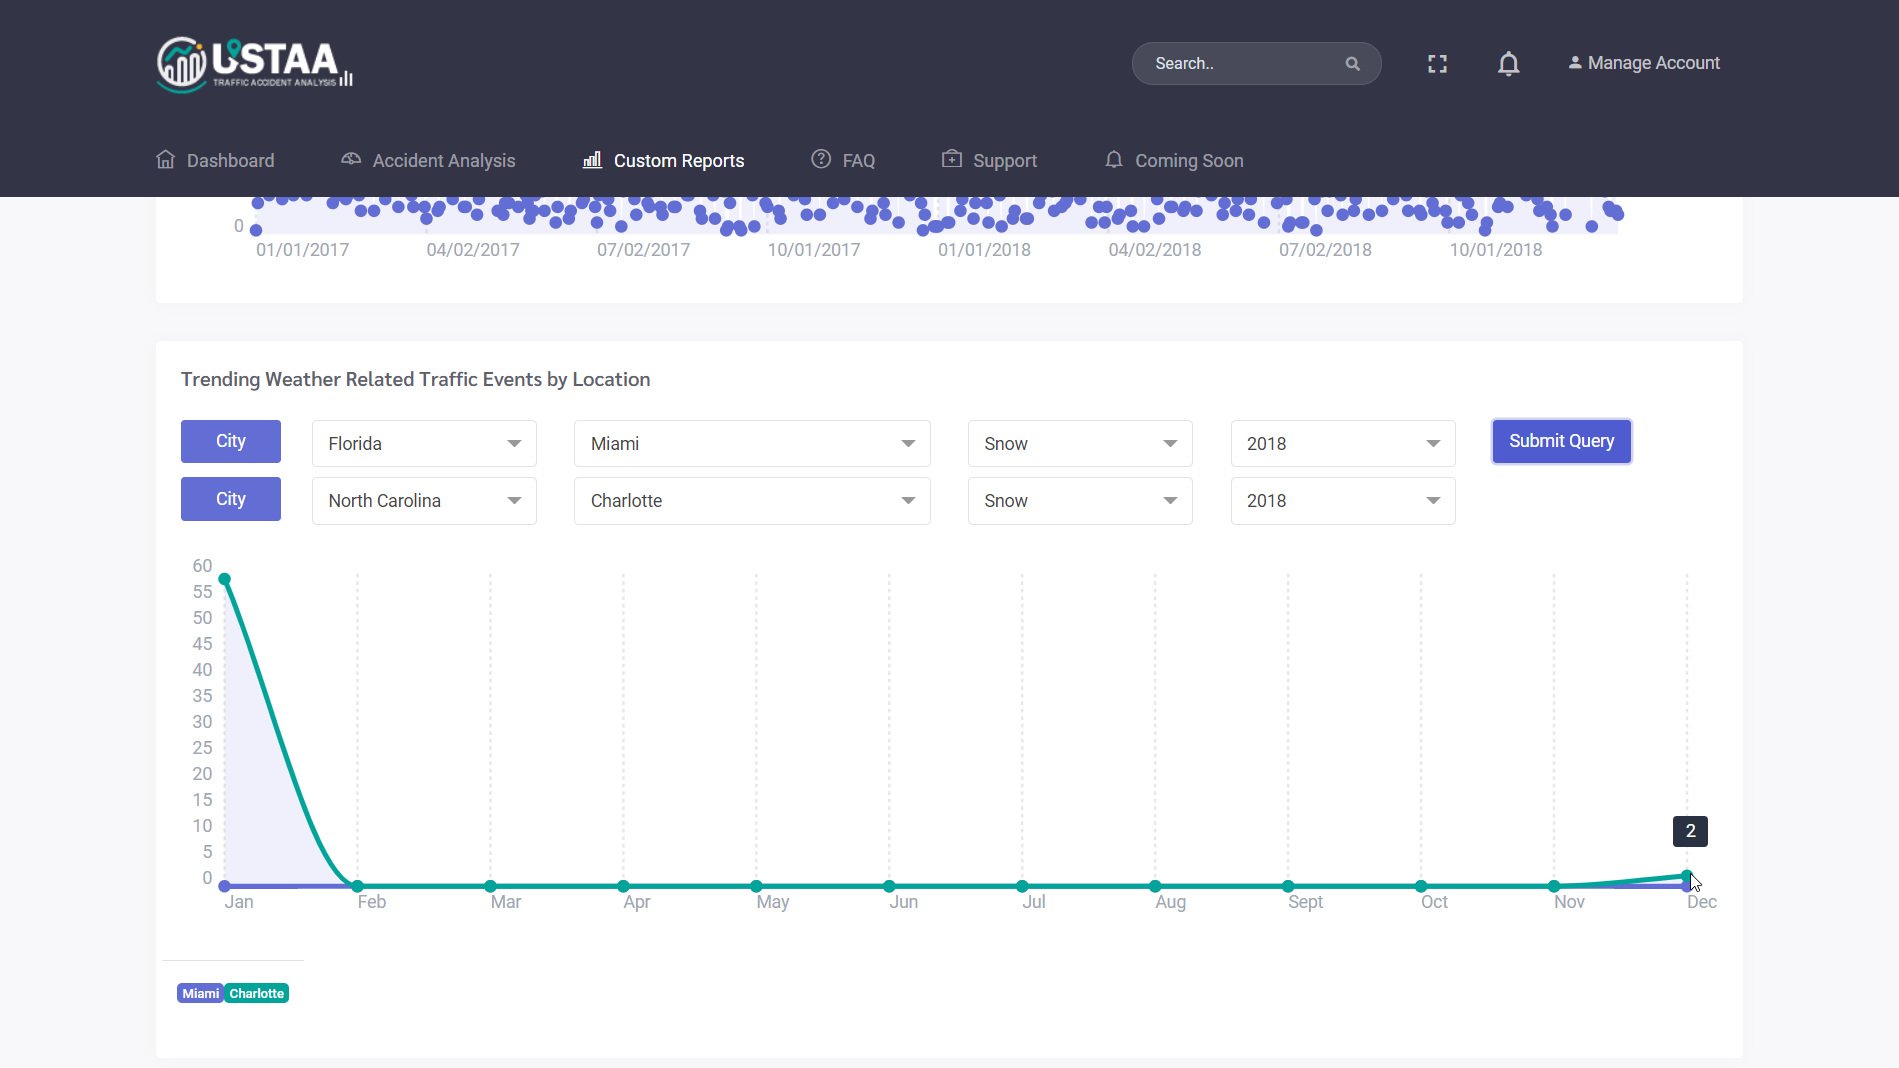 USTAA
TRAFFIC ACCIDENT ANALYSIS
Search..
Manage Account
Dashboard
Accident Analysis
Custom Reports
FAQ
Support
Coming Soon
0
01/01/2017 04/02/2017 07/02/2017 10/01/2017 01/01/2018 04/02/2018 07/02/2018 10/01/2018
Trending Weather Related Traffic Events by Location
City Florida Miami Snow 2018 Submit Query
City North Carolina Charlotte Snow 2018
60
55
50
45
40
35
30
25
20
15
10
5
0
2
Jan Feb Mar Apr May Jun Jul Aug Sept Oct Nov Dec
Miami Charlotte